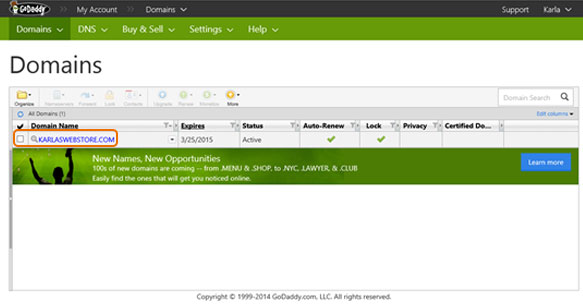 GoDaddy My Account Domains Support Karla
Domains DNS Buy & Sell Settings Help
Domains
Organize Nameservers Forward Lock Contacts Upgrade Renew Monetize More Domain Search
All Domains (1) Edit columns
Domain Name Expires Status Auto-Renew Lock Privacy Certified Do...
KARLASWEBSTORE.COM 3/25/2015 Active
New Names, New Opportunities
100s of new domains are coming -- from .MENU & .SHOP, to .NYC, .LAWYER, & .CLUB
Easily find the ones that will get you noticed online.
Learn more
Copyright © 1999-2014 GoDaddy.com, LLC. All rights reserved.